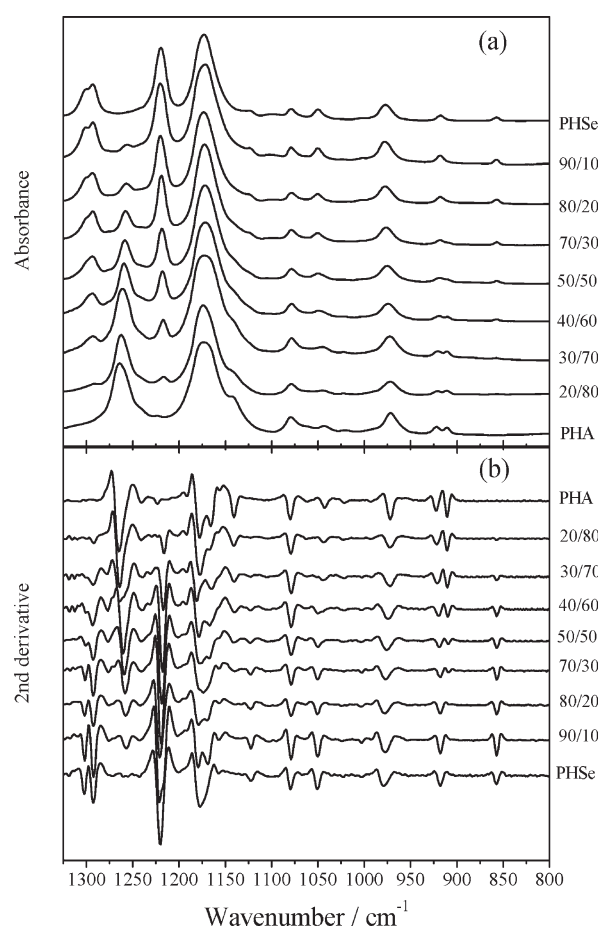 (a)
Absorbance
PHSe
90/10
80/20
70/30
50/50
40/60
30/70
20/80
PHA
(b)
2nd derivative
PHA
20/80
30/70
40/60
50/50
70/30
80/20
90/10
PHSe
1300 1250 1200 1150 1100 1050 1000 950 900 850 800
Wavenumber / cm⁻¹